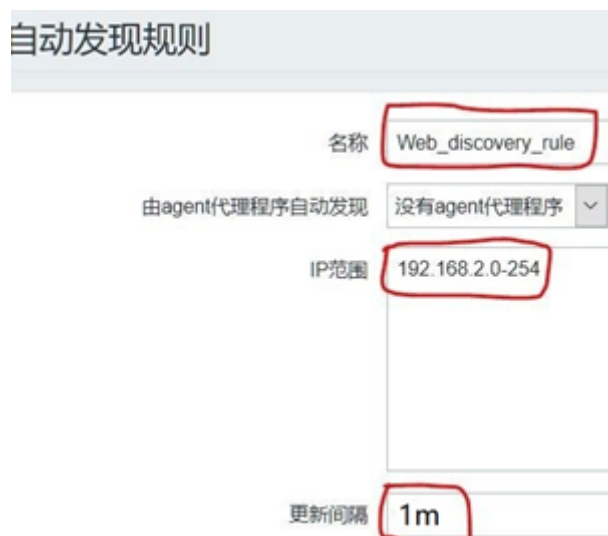 自动发现规则
名称 Web_discovery_rule
由agent代理程序自动发现 没有agent代理程序
IP范围 192.168.2.0-254
更新间隔 1m